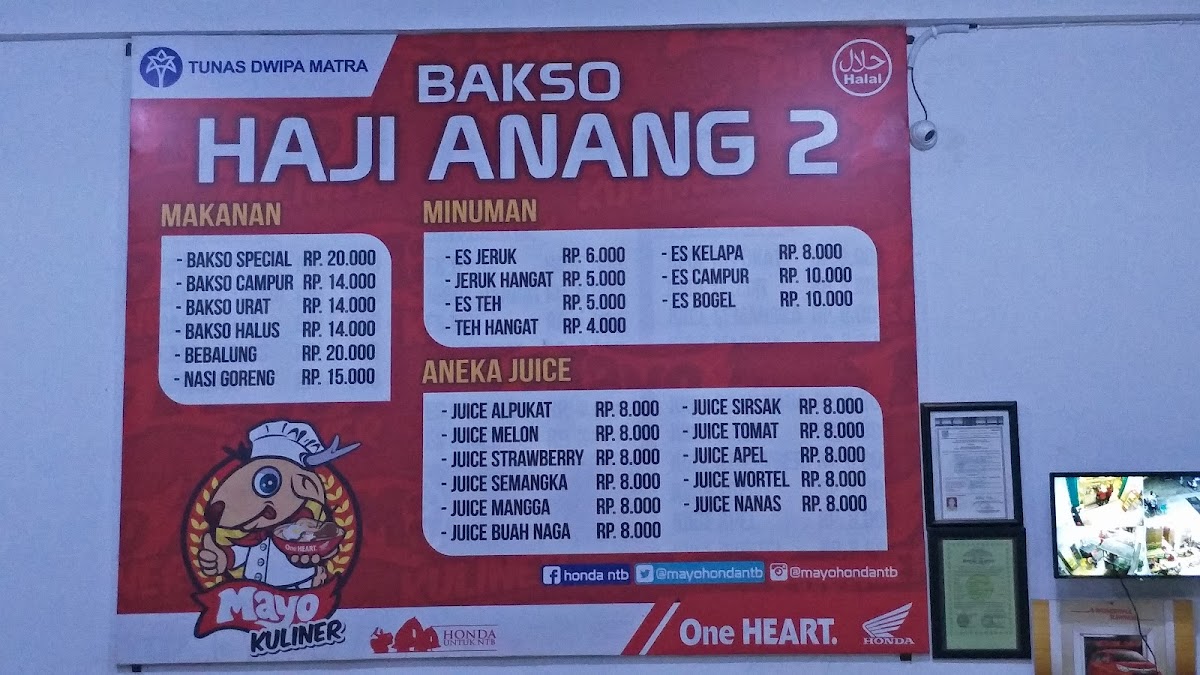 TUNAS DWIPA MATRA
حلال
Halal
BAKSO
HAJI ANANG 2
MAKANAN
- BAKSO SPECIAL RP. 20.000
- BAKSO CAMPUR RP. 14.000
- BAKSO URAT RP. 14.000
- BAKSO HALUS RP. 14.000
- BEBALUNG RP. 20.000
- NASI GORENG RP. 15.000
MINUMAN
- ES JERUK RP. 6.000
- JERUK HANGAT RP. 5.000
- ES TEH RP. 5.000
- TEH HANGAT RP. 4.000
- ES KELAPA RP. 8.000
- ES CAMPUR RP. 10.000
- ES BOGEL RP. 10.000
ANEKA JUICE
- JUICE ALPUKAT RP. 8.000
- JUICE MELON RP. 8.000
- JUICE STRAWBERRY RP. 8.000
- JUICE SEMANGKA RP. 8.000
- JUICE MANGGA RP. 8.000
- JUICE BUAH NAGA RP. 8.000
- JUICE SIRSAK RP. 8.000
- JUICE TOMAT RP. 8.000
- JUICE APEL RP. 8.000
- JUICE WORTEL RP. 8.000
- JUICE NANAS RP. 8.000
One HEART.
Mayo
KULINER
honda ntb @mayohondantb @mayohondantb
HONDA
UNTUK NTB
One HEART.
HONDA